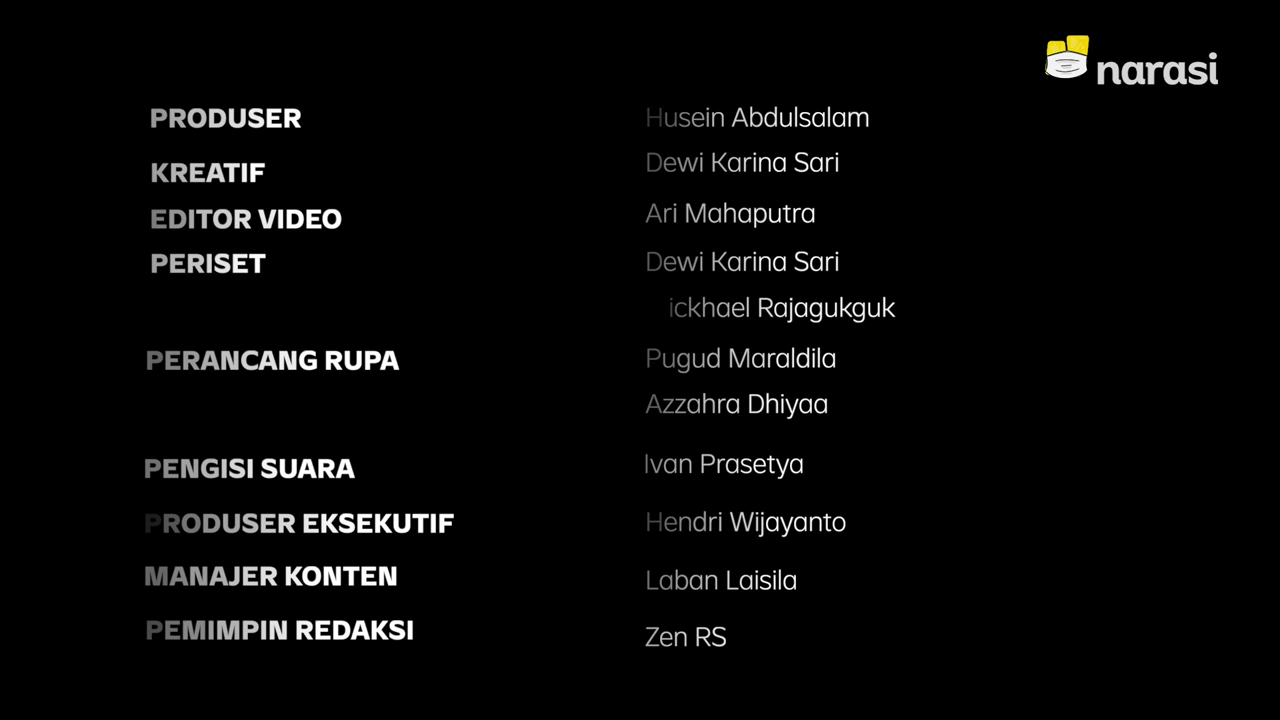 narasi
PRODUSER Husein Abdulsalam
KREATIF Dewi Karina Sari
EDITOR VIDEO Ari Mahaputra
PERISET Dewi Karina Sari
ickhael Rajagukguk
PERANCANG RUPA Pugud Maraldila
Azzahra Dhiyaa
PENGISI SUARA Ivan Prasetya
PRODUSER EKSEKUTIF Hendri Wijayanto
MANAJER KONTEN Laban Laisila
PEMIMPIN REDAKSI Zen RS